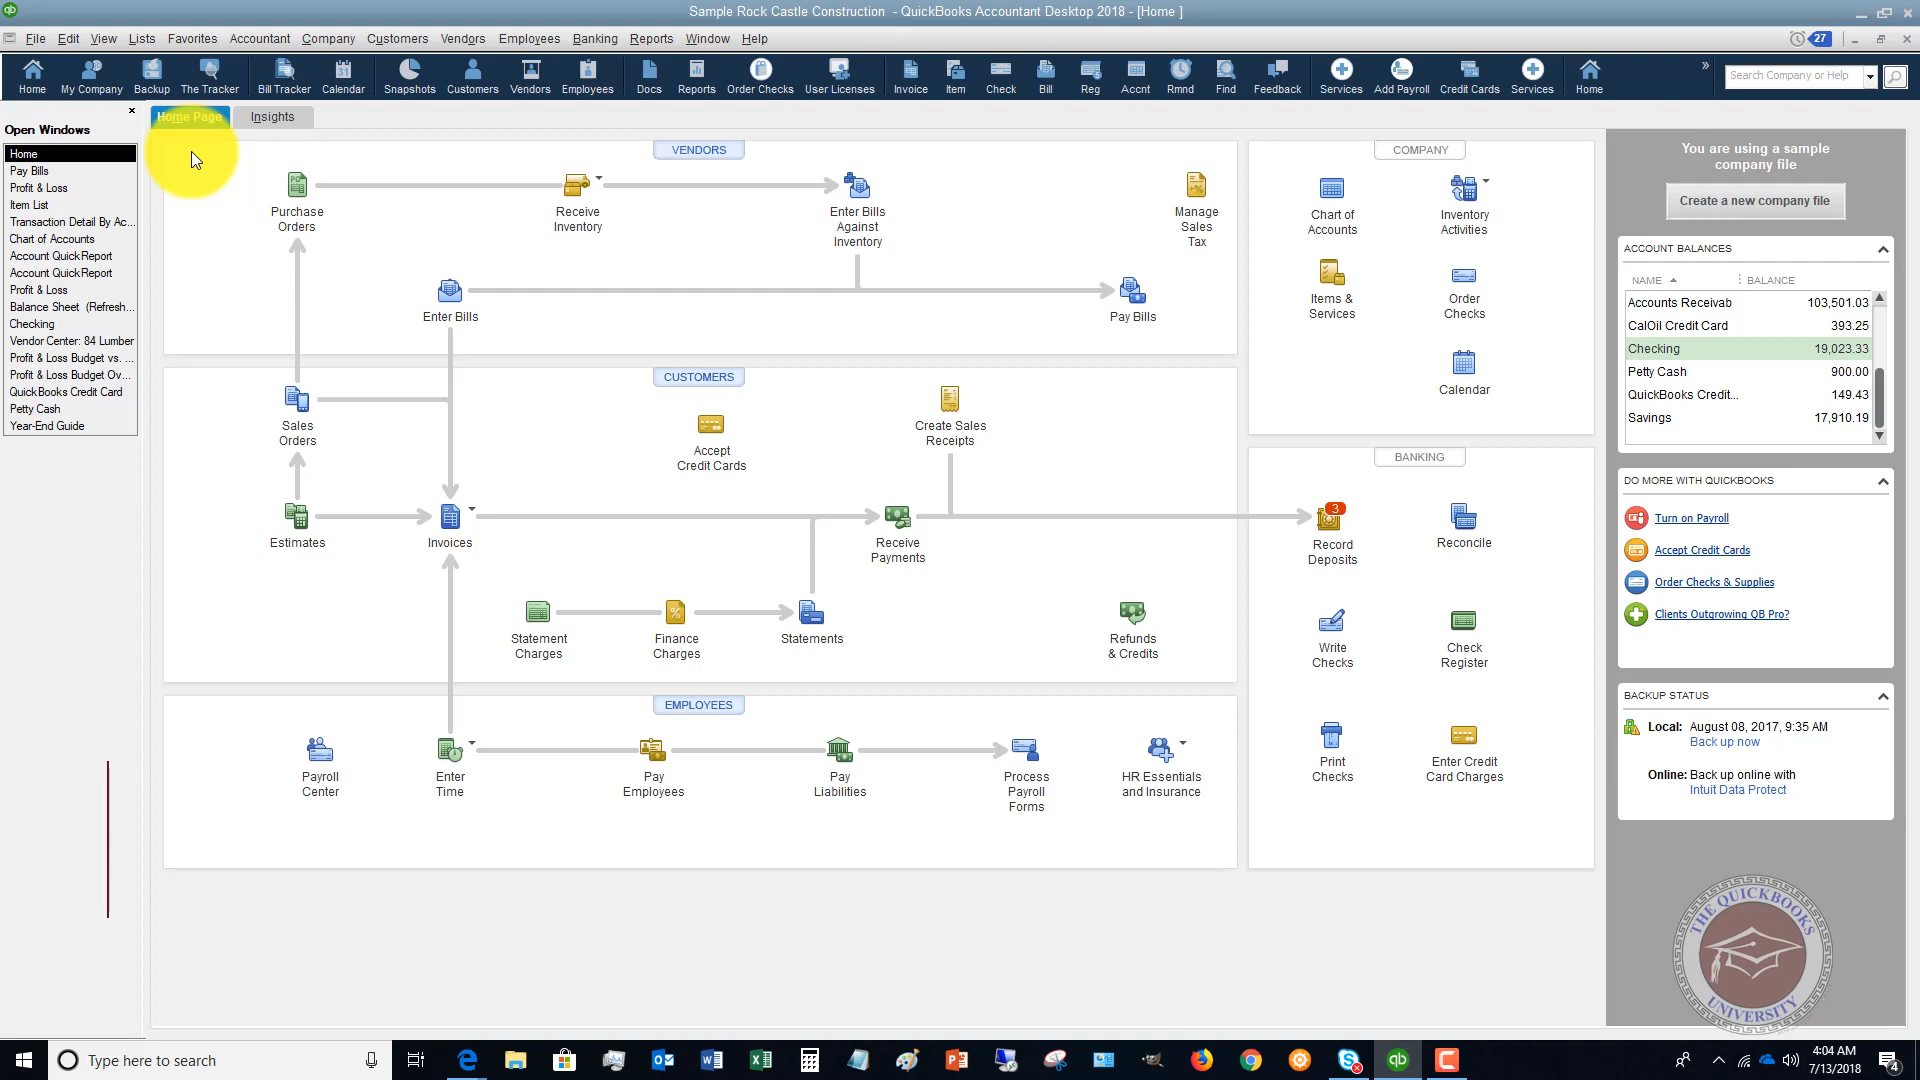 Sample Rock Castle Construction - QuickBooks Accountant Desktop 2018 - [Home ]
File Edit View Lists Favorites Accountant Company Customers Vendors Employees Banking Reports Window Help
27
Home My Company Backup The Tracker Bill Tracker Calendar Snapshots Customers Vendors Employees Docs Reports Order Checks User Licenses Invoice Item Check Bill Reg Accnt Rmnd Find Feedback Services Add Payroll Credit Cards Services Home
Search Company or Help
Open Windows
Home
Pay Bills
Profit & Loss
Item List
Transaction Detail By Ac...
Chart of Accounts
Account QuickReport
Account QuickReport
Profit & Loss
Balance Sheet (Refresh...
Checking
Vendor Center: 84 Lumber
Profit & Loss Budget vs. ...
Profit & Loss Budget Ov...
QuickBooks Credit Card
Petty Cash
Year-End Guide
Home Page Insights
VENDORS
Purchase
Orders
Receive
Inventory
Enter Bills
Against
Inventory
Manage
Sales
Tax
Enter Bills
Pay Bills
CUSTOMERS
Sales
Orders
Accept
Credit Cards
Create Sales
Receipts
Estimates
Invoices
Receive
Payments
Statement
Charges
Finance
Charges
Statements
Refunds
& Credits
EMPLOYEES
Payroll
Center
Enter
Time
Pay
Employees
Pay
Liabilities
Process
Payroll
Forms
HR Essentials
and Insurance
COMPANY
Chart of
Accounts
Inventory
Activities
Items &
Services
Order
Checks
Calendar
BANKING
3
Record
Deposits
Reconcile
Write
Checks
Check
Register
Print
Checks
Enter Credit
Card Charges
You are using a sample
company file
Create a new company file
ACCOUNT BALANCES
NAME BALANCE
Accounts Receivab 103,501.03
CalOil Credit Card 393.25
Checking 19,023.33
Petty Cash 900.00
QuickBooks Credit... 149.43
Savings 17,910.19
DO MORE WITH QUICKBOOKS
Turn on Payroll
Accept Credit Cards
Order Checks & Supplies
Clients Outgrowing QB Pro?
BACKUP STATUS
Local: August 08, 2017, 9:35 AM
Back up now
Online: Back up online with
Intuit Data Protect
THE QUICKBOOKS
UNIVERSITY
Type here to search
4:04 AM
7/13/2018
4